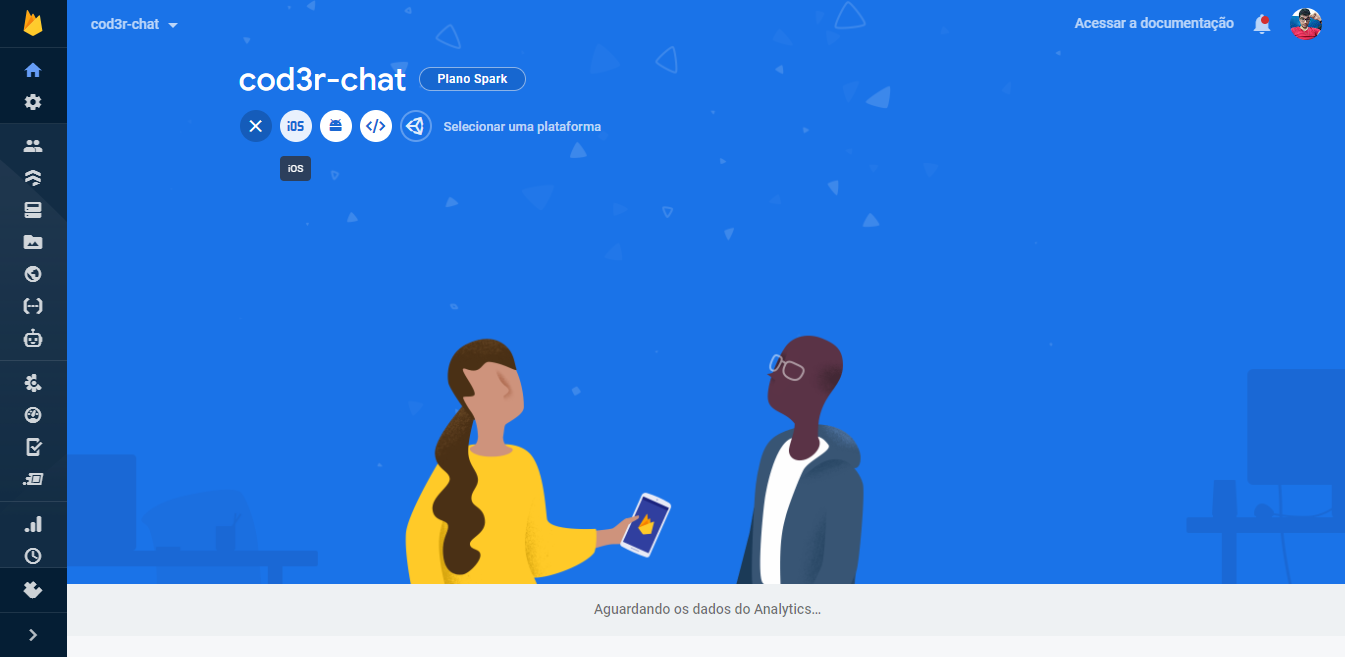 cod3r-chat
Acessar a documentação
cod3r-chat
Plano Spark
iOS
Selecionar uma plataforma
iOS
Aguardando os dados do Analytics...